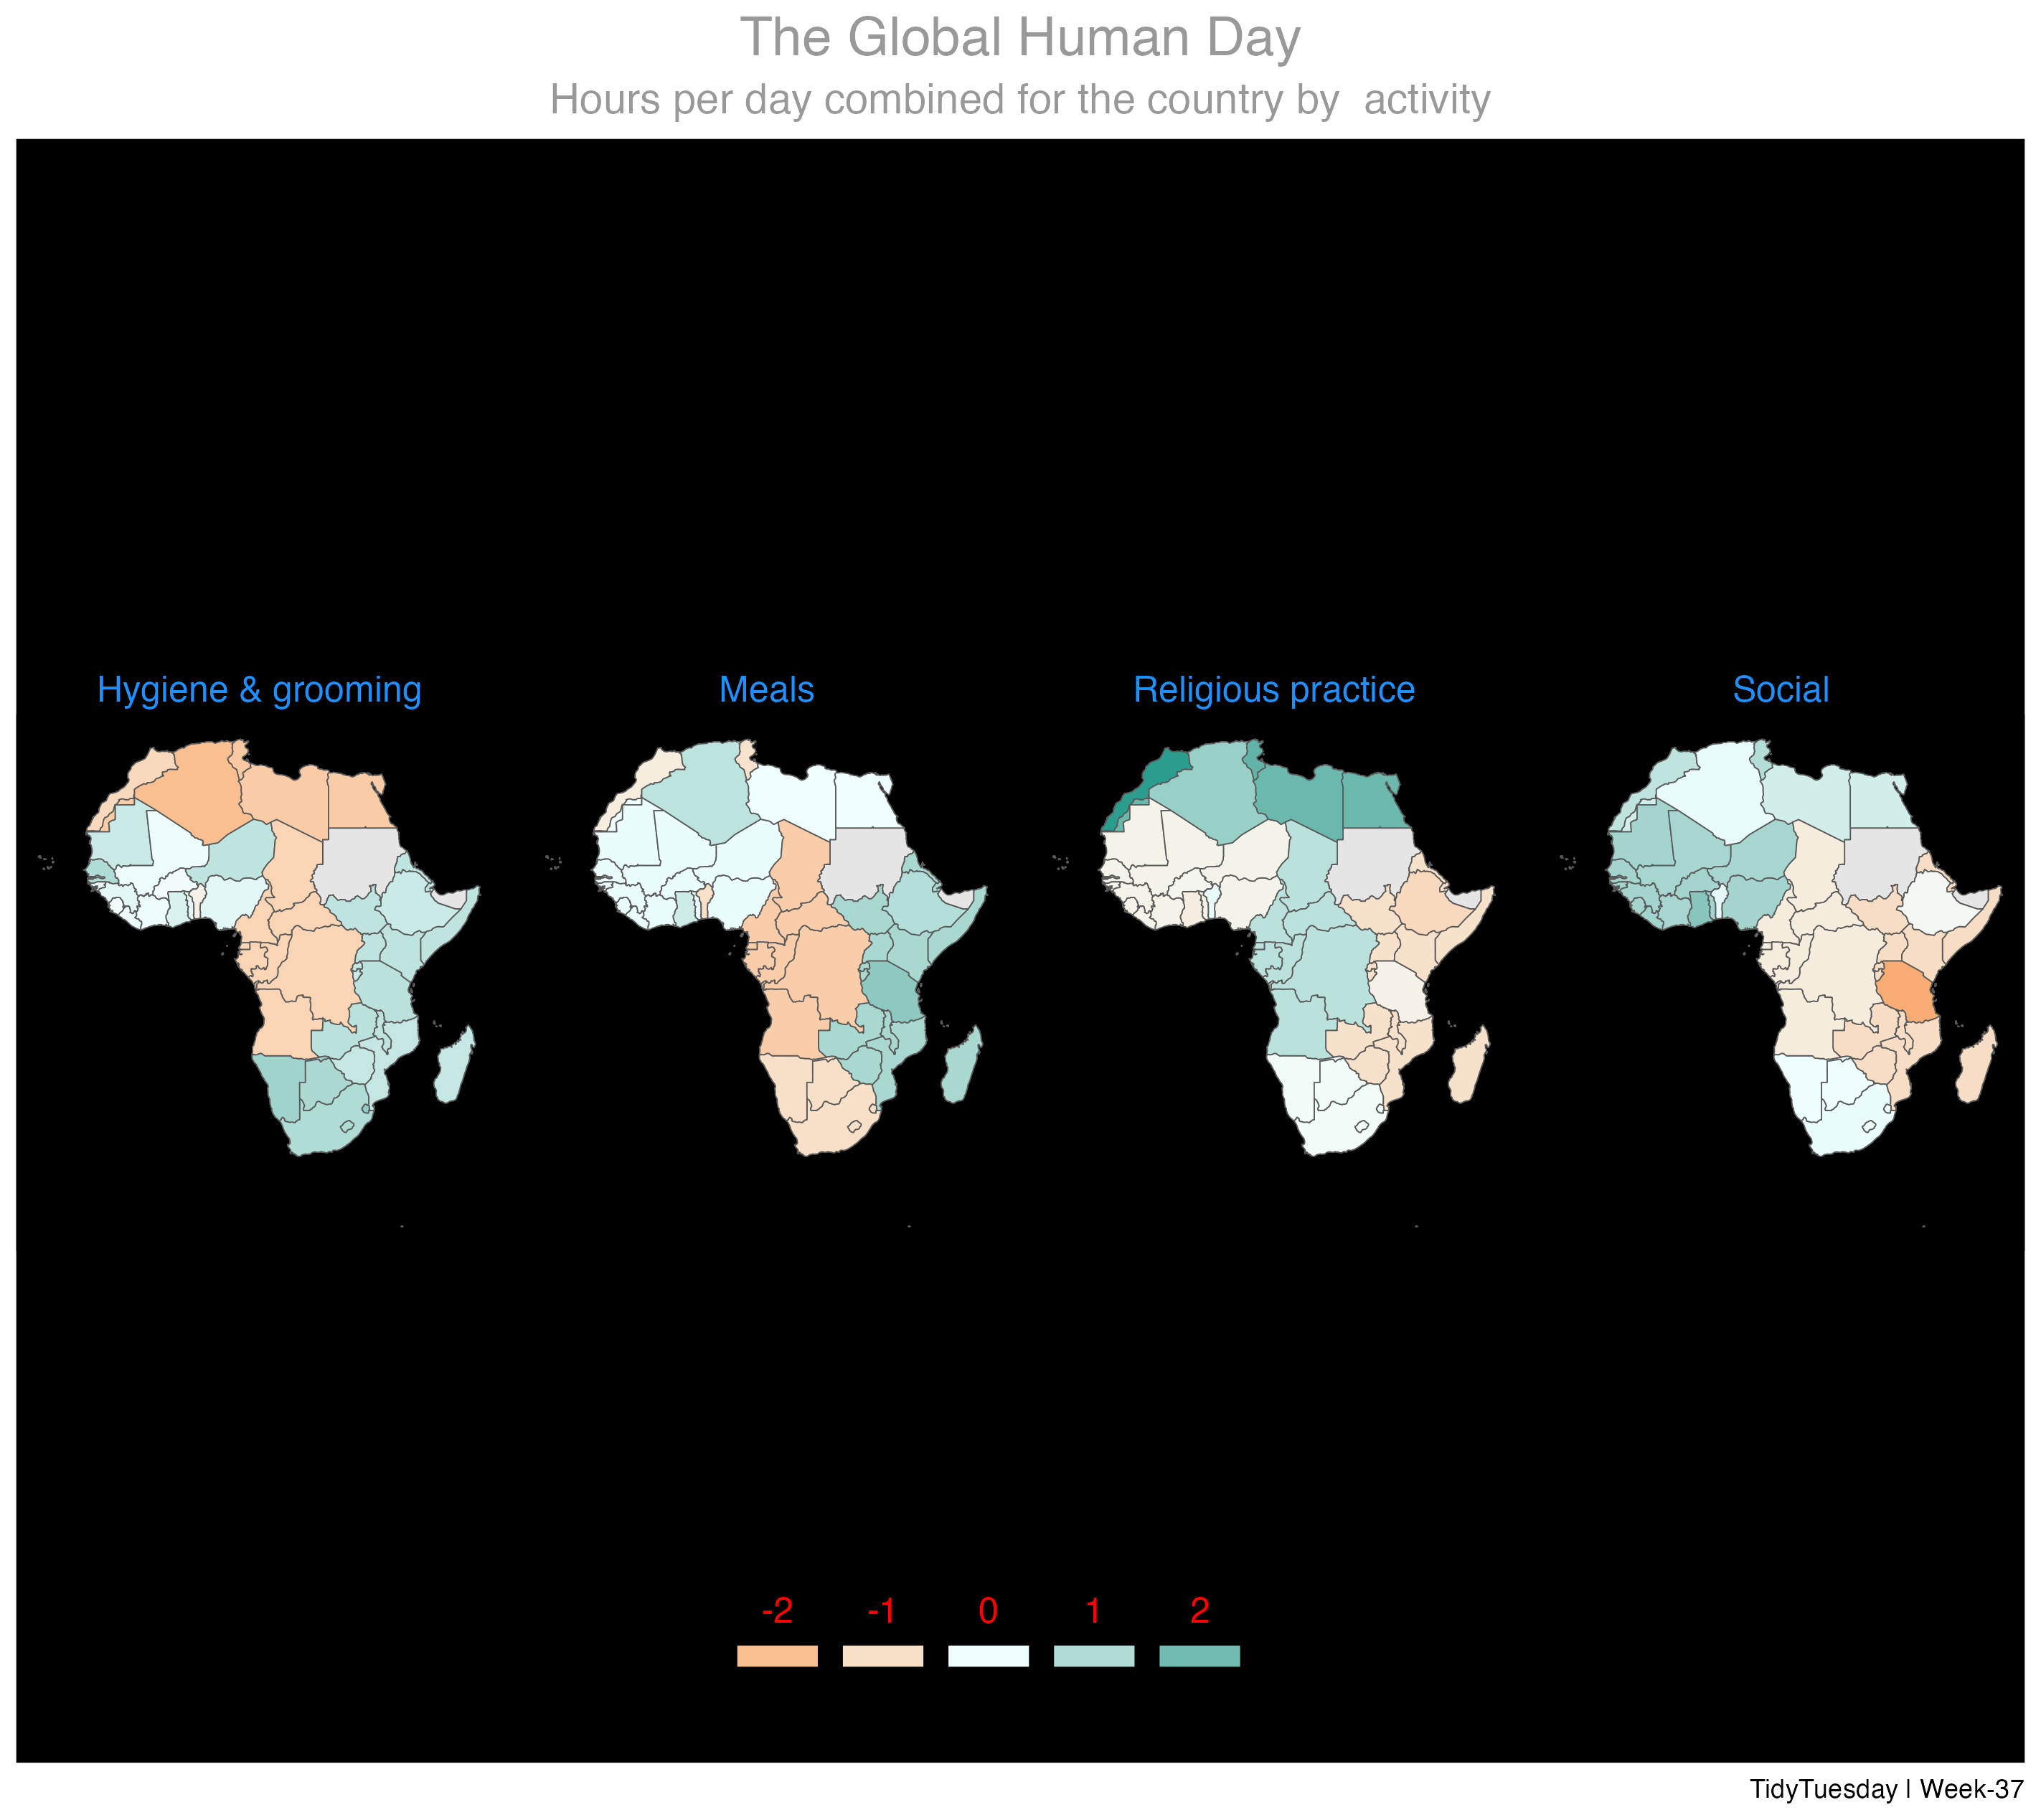 The Global Human Day
Hours per day combined for the country by  activity
Hygiene & grooming
Meals
Religious practice
Social
-2 -1 0 1 2
TidyTuesday | Week-37